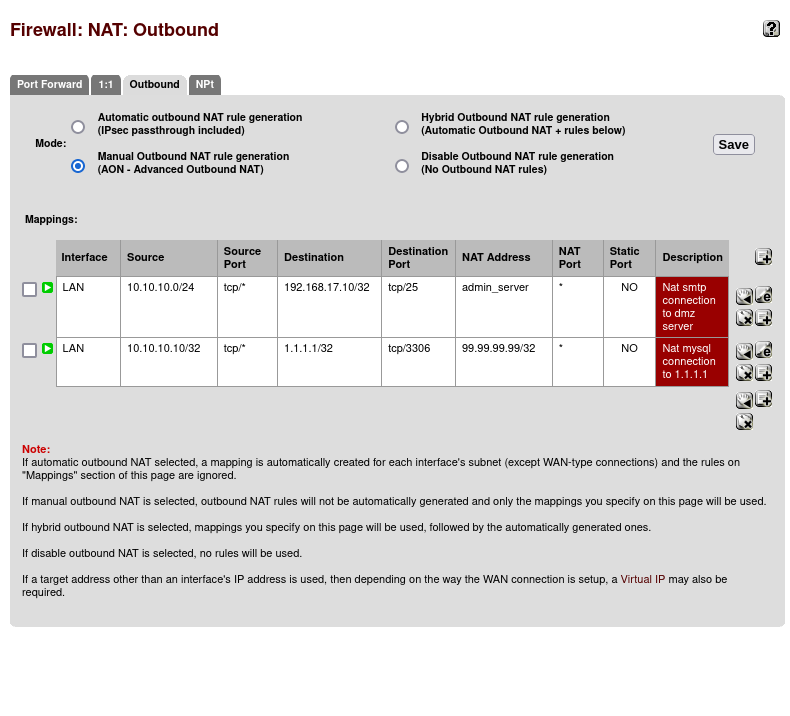 Firewall: NAT: Outbound
?
Port Forward 1:1 Outbound NPt
Mode:
Automatic outbound NAT rule generation
(IPsec passthrough included)
Hybrid Outbound NAT rule generation
(Automatic Outbound NAT + rules below)
Manual Outbound NAT rule generation
(AON - Advanced Outbound NAT)
Disable Outbound NAT rule generation
(No Outbound NAT rules)
Save
Mappings:
Interface Source Source Port Destination Destination Port NAT Address NAT Port Static Port Description
LAN 10.10.10.0/24 tcp/* 192.168.17.10/32 tcp/25 admin_server * NO Nat smtp
connection
to dmz
server
LAN 10.10.10.10/32 tcp/* 1.1.1.1/32 tcp/3306 99.99.99.99/32 * NO Nat mysql
connection
to 1.1.1.1
Note:
If automatic outbound NAT selected, a mapping is automatically created for each interface's subnet (except WAN-type connections) and the rules on
"Mappings" section of this page are ignored.
If manual outbound NAT is selected, outbound NAT rules will not be automatically generated and only the mappings you specify on this page will be used.
If hybrid outbound NAT is selected, mappings you specify on this page will be used, followed by the automatically generated ones.
If disable outbound NAT is selected, no rules will be used.
If a target address other than an interface's IP address is used, then depending on the way the WAN connection is setup, a Virtual IP may also be
required.